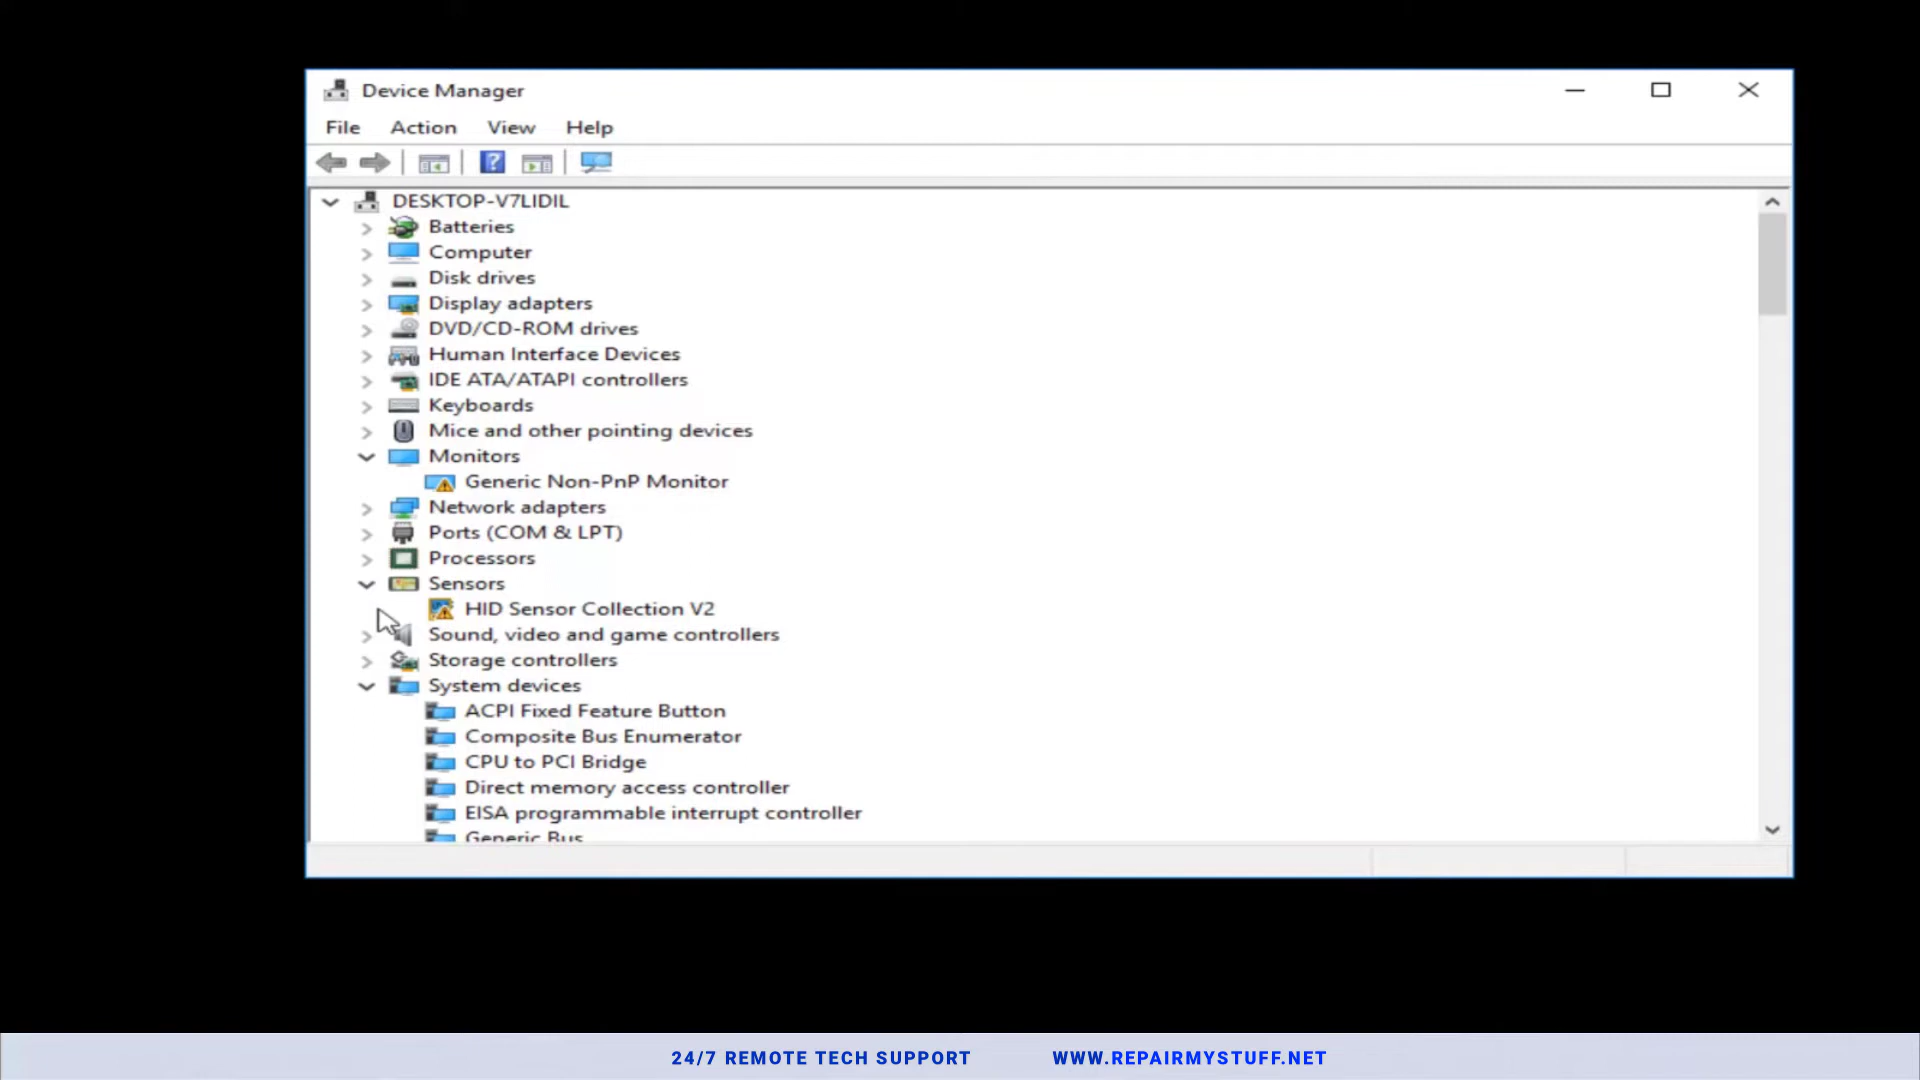 Device Manager
File Action View Help
DESKTOP-V7LIDIL
Batteries
Computer
Disk drives
Display adapters
DVD/CD-ROM drives
Human Interface Devices
IDE ATA/ATAPI controllers
Keyboards
Mice and other pointing devices
Monitors
Generic Non-PnP Monitor
Network adapters
Ports (COM & LPT)
Processors
Sensors
HID Sensor Collection V2
Sound, video and game controllers
Storage controllers
System devices
ACPI Fixed Feature Button
Composite Bus Enumerator
CPU to PCI Bridge
Direct memory access controller
EISA programmable interrupt controller
Generic Bus
24/7 REMOTE TECH SUPPORT WWW.REPAIRMYSTUFF.NET